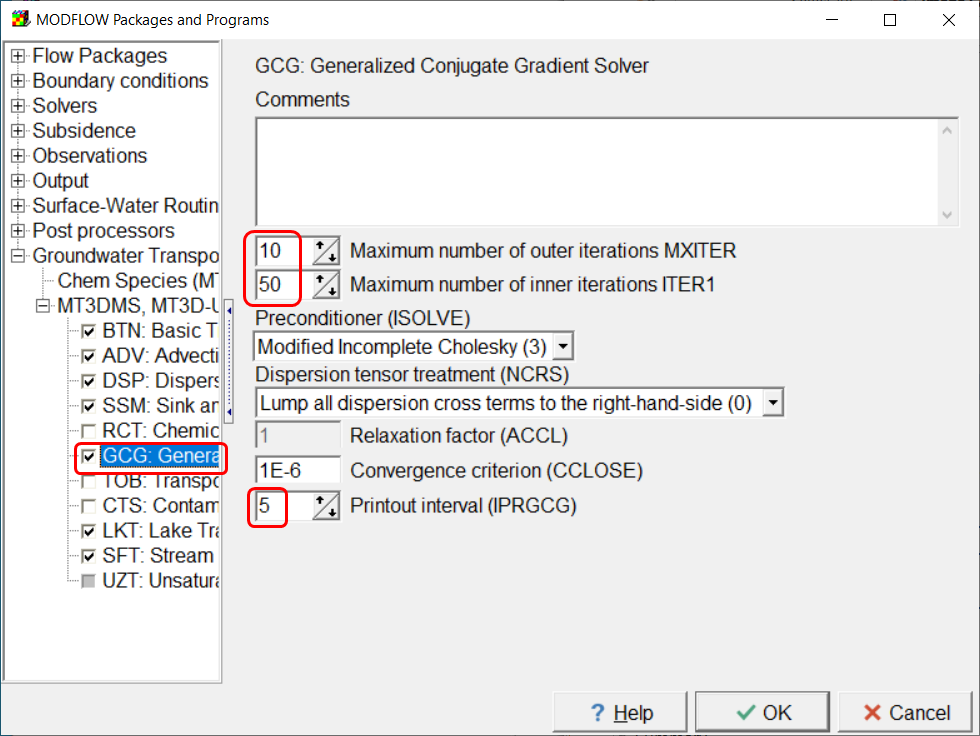 MODFLOW Packages and Programs
Flow Packages
Boundary conditions
Solvers
Subsidence
Observations
Output
Surface-Water Routin
Post processors
Groundwater Transpo
Chem Species (MT
MT3DMS, MT3D-U
BTN: Basic T
ADV: Advecti
DSP: Dispers
SSM: Sink an
RCT: Chemic
GCG: Genera
TOB: Transpo
CTS: Contam
LKT: Lake Tra
SFT: Stream
UZT: Unsatura
GCG: Generalized Conjugate Gradient Solver
Comments
10 Maximum number of outer iterations MXITER
50 Maximum number of inner iterations ITER1
Preconditioner (ISOLVE)
Modified Incomplete Cholesky (3)
Dispersion tensor treatment (NCRS)
Lump all dispersion cross terms to the right-hand-side (0)
1 Relaxation factor (ACCL)
1E-6 Convergence criterion (CCLOSE)
5 Printout interval (IPRGCG)
? Help OK Cancel